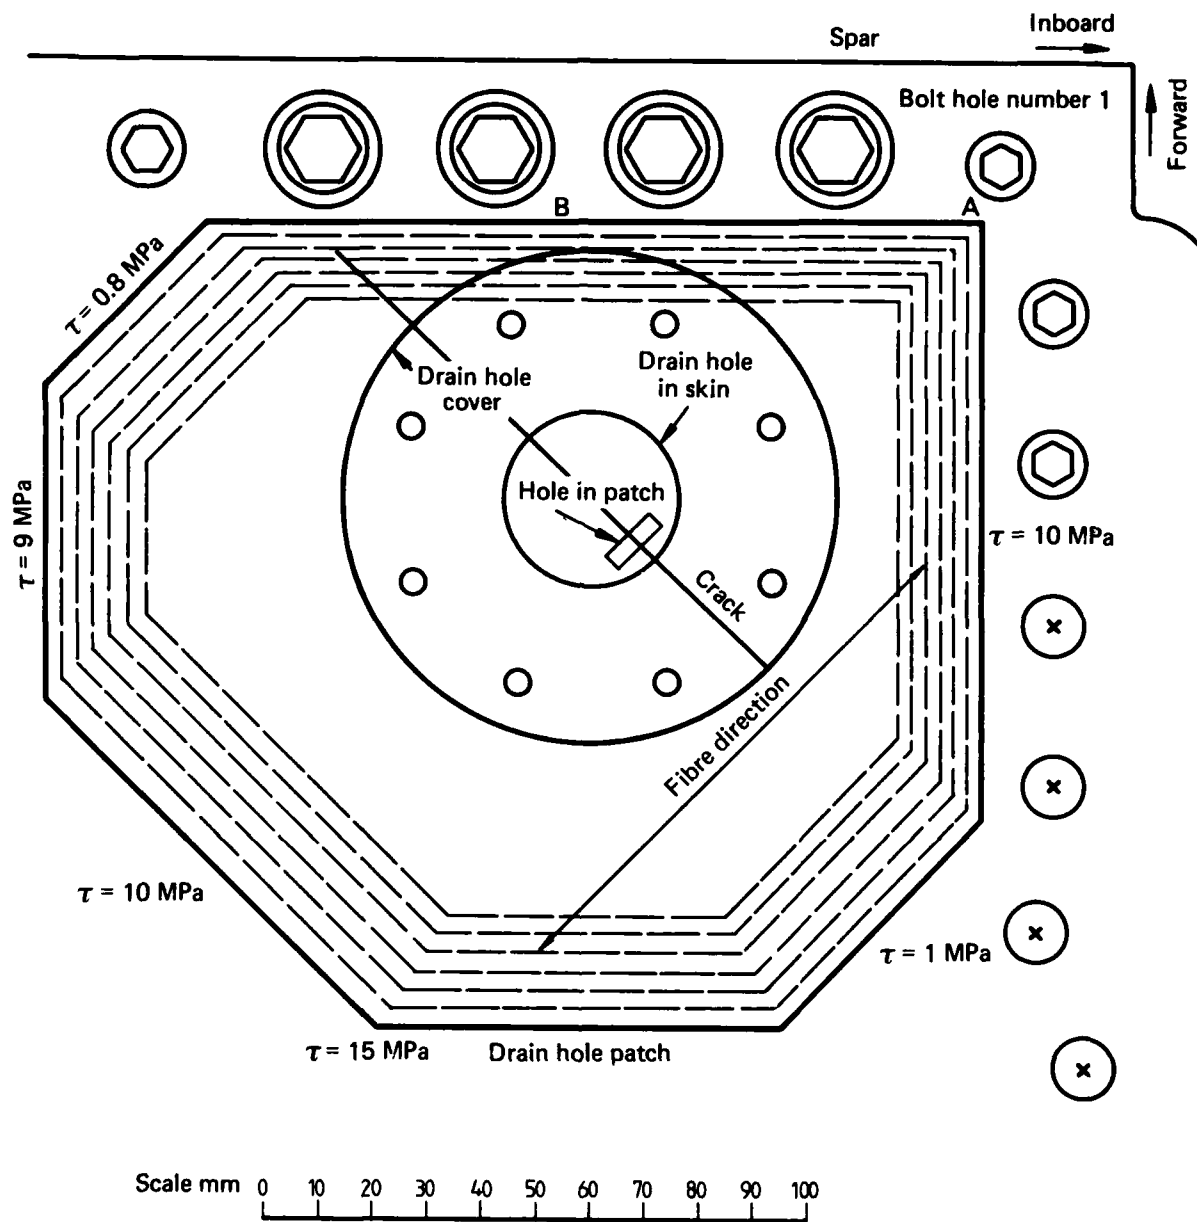 Inboard
Spar
Bolt hole number 1
Forward
B
A
τ = 0.8 MPa
Drain hole
cover
Drain hole
in skin
Hole in patch
τ = 9 MPa
τ = 10 MPa
Crack
Fibre direction
τ = 10 MPa
τ = 1 MPa
τ = 15 MPa
Drain hole patch
Scale mm 0 10 20 30 40 50 60 70 80 90 100